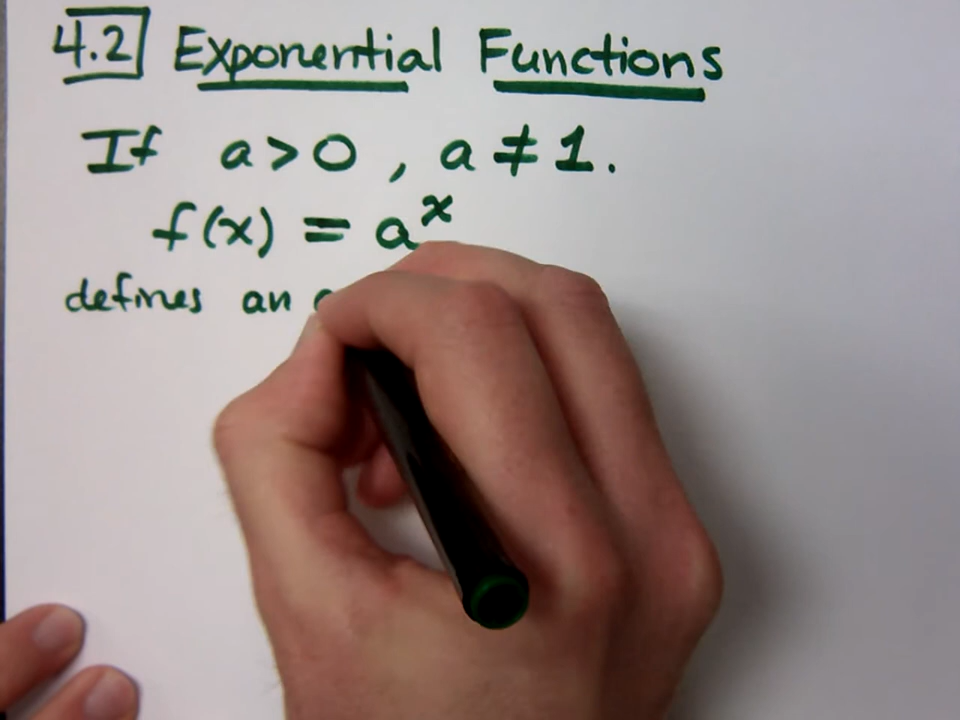 4.2 Exponential Functions
If a > 0 , a ≠ 1.
f(x) = a^x
defines an